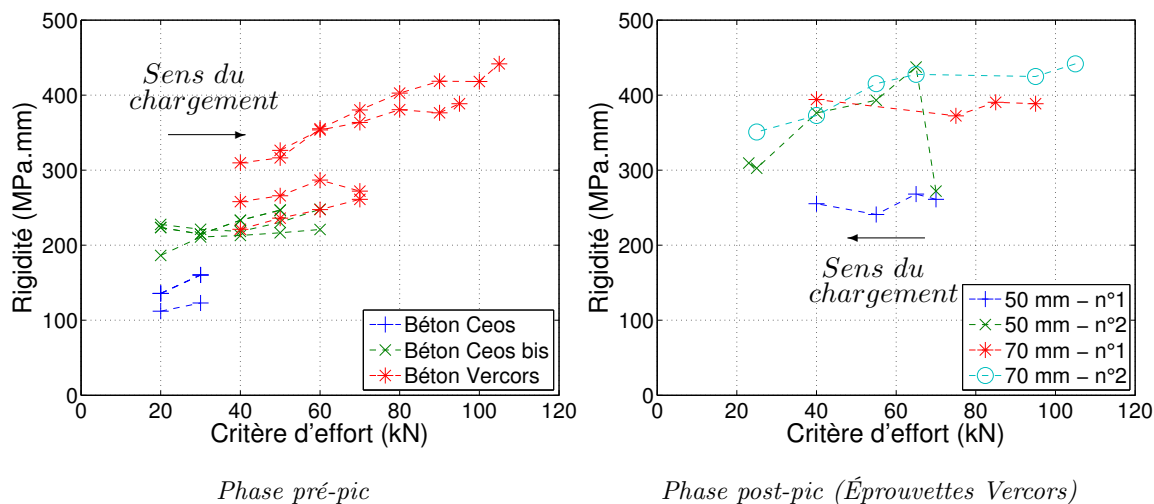 500
400
300
200
100
0
0 20 40 60 80 100 120
Rigidité (MPa.mm)
Critère d'effort (kN)
Sens du
chargement
Béton Ceos
Béton Ceos bis
Béton Vercors
Phase pré-pic
500
400
300
200
100
0
0 20 40 60 80 100 120
Rigidité (MPa.mm)
Critère d'effort (kN)
Sens du
chargement
50 mm − n°1
50 mm − n°2
70 mm − n°1
70 mm − n°2
Phase post-pic (Éprouvettes Vercors)